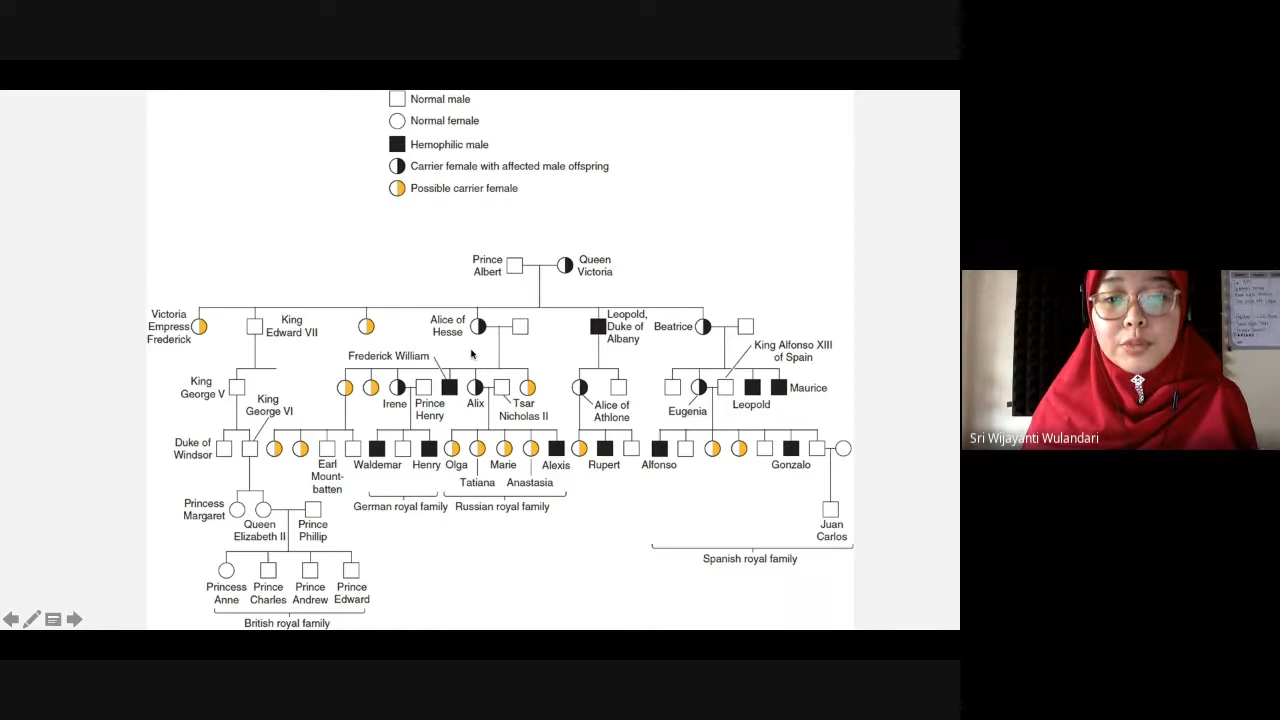 Normal male
Normal female
Hemophilic male
Carrier female with affected male offspring
Possible carrier female
Prince
Albert
Queen
Victoria
Victoria
Empress
Frederick
King
Edward VII
Alice of
Hesse
Leopold,
Duke of
Albany
Beatrice
King Alfonso XIII
of Spain
Frederick William
King
George V
King
George VI
Irene
Prince
Henry
Alix
Tsar
Nicholas II
Alice of
Athlone
Eugenia
Leopold
Maurice
Duke of
Windsor
Earl
Mount-
batten
Waldemar
Henry
Olga
Tatiana
Marie
Anastasia
Alexis
Rupert
Alfonso
Gonzalo
German royal family
Russian royal family
Princess
Margaret
Queen
Elizabeth II
Prince
Phillip
Juan
Carlos
Spanish royal family
Princess
Anne
Prince
Charles
Prince
Andrew
Prince
Edward
British royal family
Sri Wijayanti Wulandari